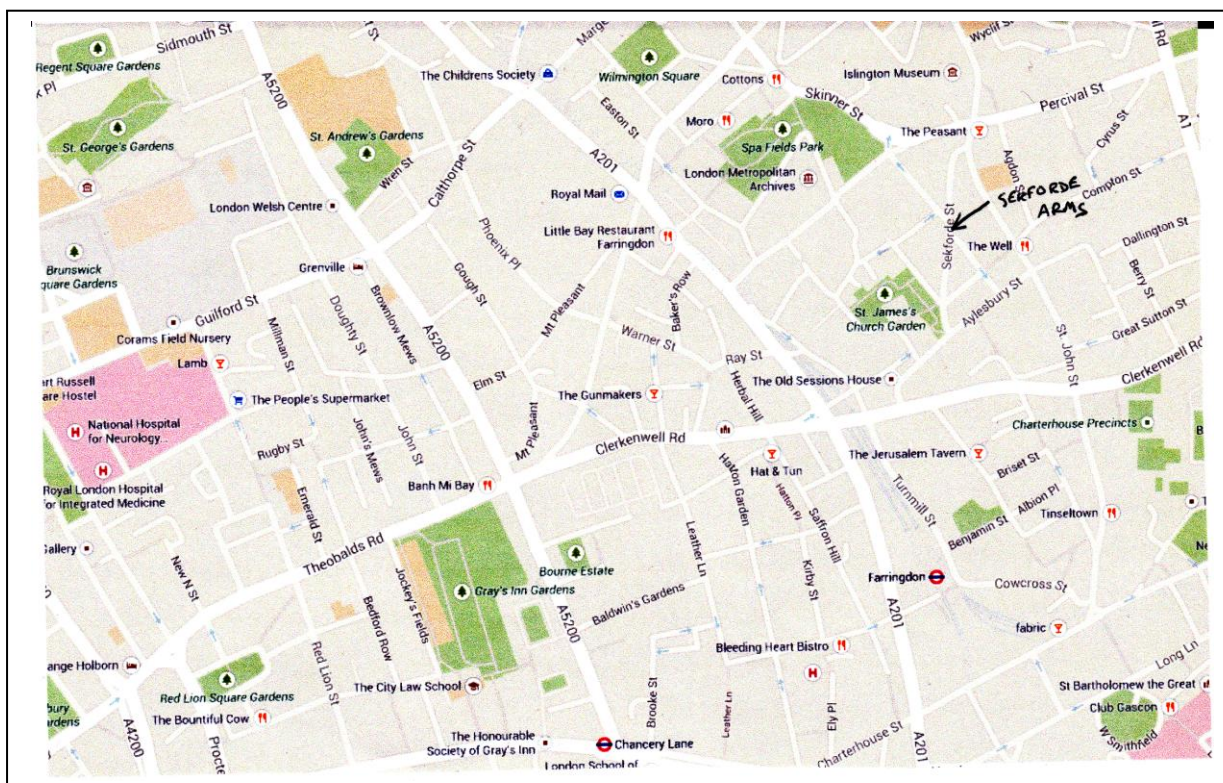 Sidmouth St
Regent Square Gardens
A5200
St
The Childrens Society
Wilmington Square
Cottons
Islington Museum
Wyclif St
Skinner St
Percival St
St. George's Gardens
St. Andrew's Gardens
Wren St
Calthorpe St
Easton St
Moro
Spa Fields Park
The Peasant
Cyrus St
A201
London Metropolitan
Archives
Compton St
London Welsh Centre
Royal Mail
SERFORDE
ARMS
Phoenix Pl
Little Bay Restaurant
Farringdon
Sekforde St
The Well
Dallington St
Brunswick
Grenville
Gough St
Mt Pleasant
Baker's Row
St. James's
Church Garden
Aylesbury St
Berry St
Great Sutton St
Guilford St
Corams Field Nursery
Millman St
Doughty St
Brownlow Mews
A5200
Warner St
Ray St
St John St
Clerkenwell Rd
Lamb
The People's Supermarket
Elm St
The Gunmakers
Herbal Hill
The Old Sessions House
National Hospital
for Neurology...
Rugby St
John's Mews
John St
Mt Pleasant
Clerkenwell Rd
Charterhouse Precincts
Royal London Hospital
for Integrated Medicine
Emerald St
Banh Mi Bay
Hatton Garden
Hat & Tun
Hatton Pl
Saffron Hill
The Jerusalem Tavern
Turnmill St
Briset St
Albion Pl
Tinseltown
Benjamin St
New N St
Theobalds Rd
Jockey's Fields
Gray's Inn Gardens
Bourne Estate
Leather Ln
Kirby St
Farringdon
Cowcross St
Baldwin's Gardens
Bedford Row
A5200
A201
fabric
Red Lion St
Bleeding Heart Bistro
Long Ln
Red Lion Square Gardens
The City Law School
Brooke St
Leather Ln
Ely Pl
St Bartholomew the Great
Club Gascon
The Bountiful Cow
A4200
The Honourable
Society of Gray's Inn
Chancery Lane
London School of
Charterhouse St
A201
W Smithfield